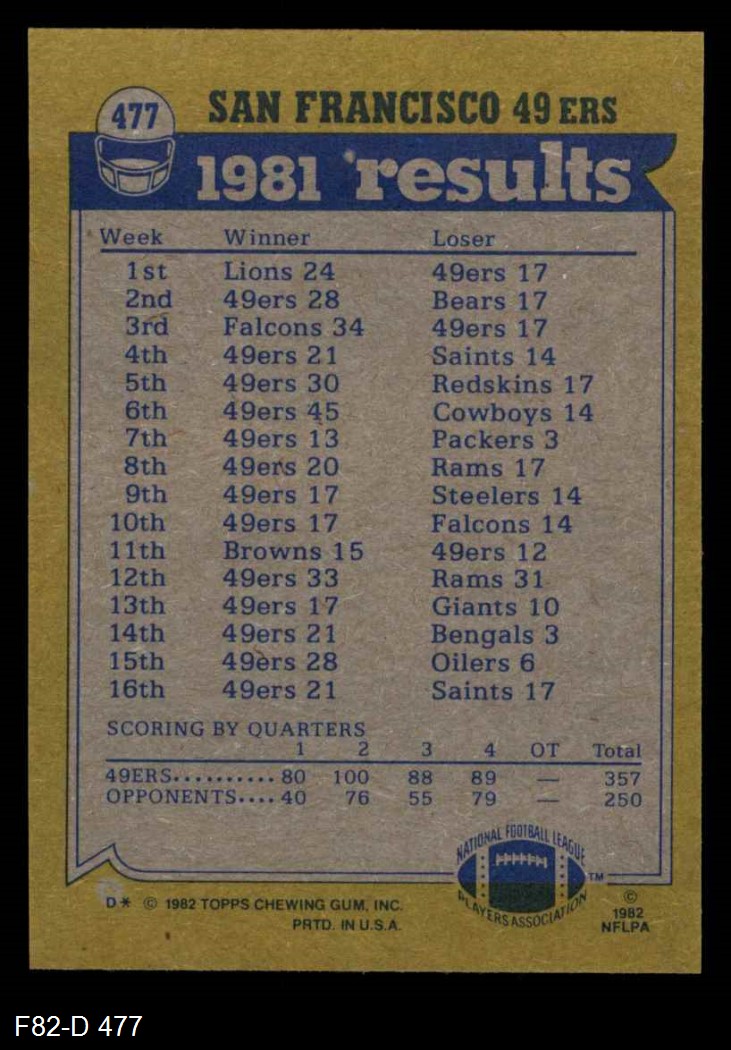 477 SAN FRANCISCO 49ERS
1981 results
Week Winner Loser
1st Lions 24 49ers 17
2nd 49ers 28 Bears 17
3rd Falcons 34 49ers 17
4th 49ers 21 Saints 14
5th 49ers 30 Redskins 17
6th 49ers 45 Cowboys 14
7th 49ers 13 Packers 3
8th 49ers 20 Rams 17
9th 49ers 17 Steelers 14
10th 49ers 17 Falcons 14
11th Browns 15 49ers 12
12th 49ers 33 Rams 31
13th 49ers 17 Giants 10
14th 49ers 21 Bengals 3
15th 49ers 28 Oilers 6
16th 49ers 21 Saints 17
SCORING BY QUARTERS
1 2 3 4 OT Total
49ERS.......... 80 100 88 89 — 357
OPPONENTS.... 40 76 55 79 — 250
NATIONAL FOOTBALL LEAGUE
PLAYERS ASSOCIATION ™
D* © 1982 TOPPS CHEWING GUM, INC.
PRTD. IN U.S.A.
©
1982
NFLPA
F82-D 477